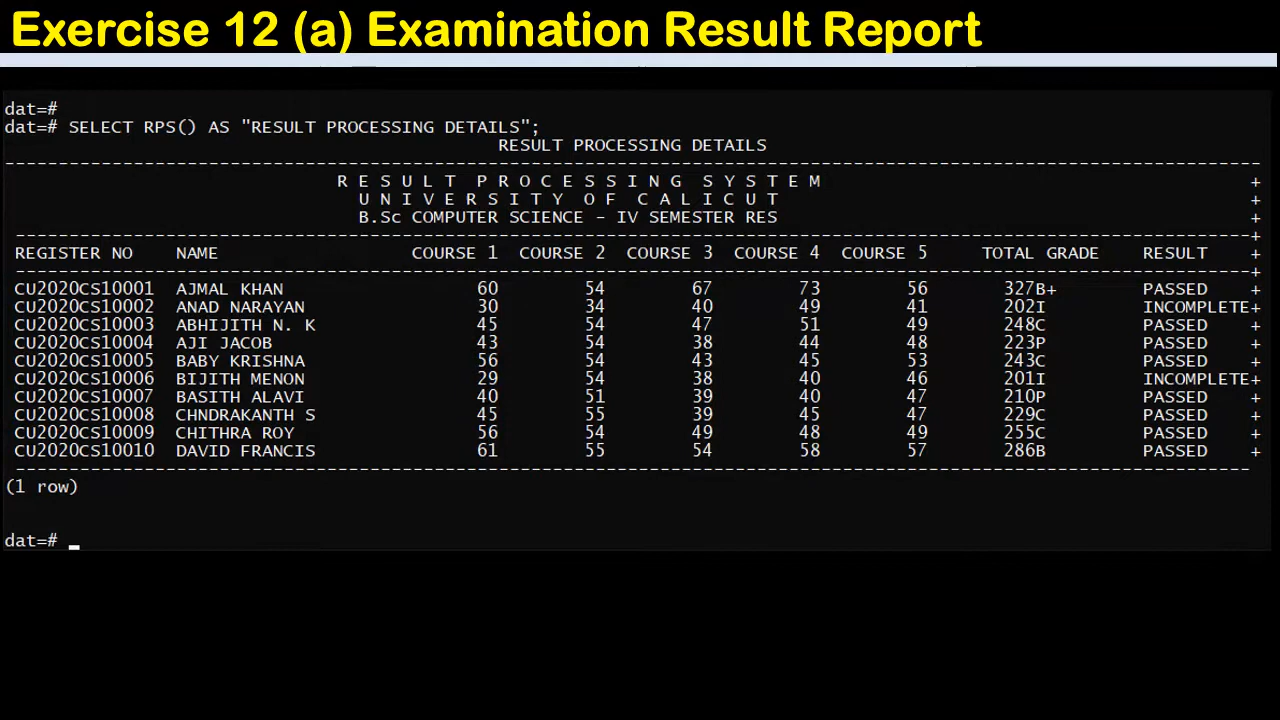 Exercise 12 (a) Examination Result Report
dat=#
dat=# SELECT RPS() AS "RESULT PROCESSING DETAILS";
RESULT PROCESSING DETAILS
---------------------------------------------------------------------------------------------------------------------
R E S U L T  P R O C E S S I N G  S Y S T E M +
U N I V E R S I T Y  O F  C A L I C U T +
B.Sc COMPUTER SCIENCE - IV SEMESTER RES +
-------------------------------------------------------------------------------------------------------------------+
REGISTER NO NAME COURSE 1 COURSE 2 COURSE 3 COURSE 4 COURSE 5 TOTAL GRADE RESULT +
-------------------------------------------------------------------------------------------------------------------+
CU2020CS10001 AJMAL KHAN 60 54 67 73 56 327B+ PASSED +
CU2020CS10002 ANAD NARAYAN 30 34 40 49 41 202I INCOMPLETE+
CU2020CS10003 ABHIJITH N. K 45 54 47 51 49 248C PASSED +
CU2020CS10004 AJI JACOB 43 54 38 44 48 223P PASSED +
CU2020CS10005 BABY KRISHNA 56 54 43 45 53 243C PASSED +
CU2020CS10006 BIJITH MENON 29 54 38 40 46 201I INCOMPLETE+
CU2020CS10007 BASITH ALAVI 40 51 39 40 47 210P PASSED +
CU2020CS10008 CHNDRAKANTH S 45 55 39 45 47 229C PASSED +
CU2020CS10009 CHITHRA ROY 56 54 49 48 49 255C PASSED +
CU2020CS10010 DAVID FRANCIS 61 55 54 58 57 286B PASSED +
-------------------------------------------------------------------------------------------------------------------
(1 row)
dat=#